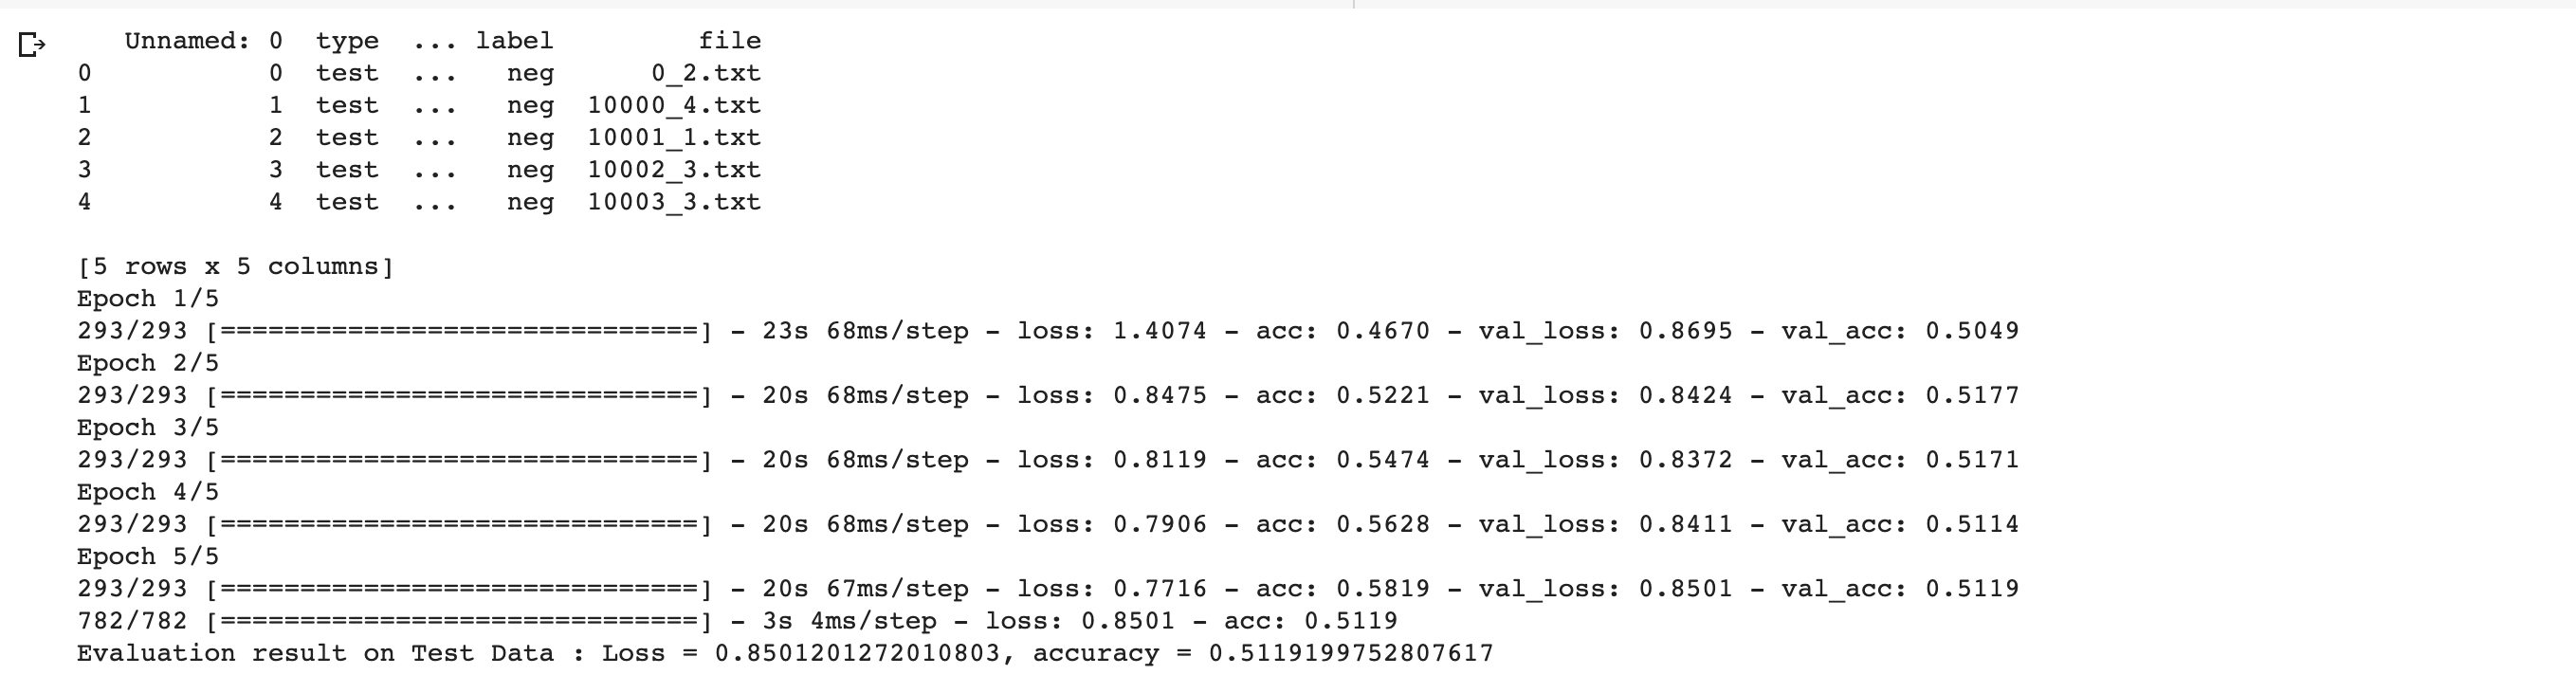 Unnamed: 0  type  ... label         file
0           0  test  ...   neg      0_2.txt
1           1  test  ...   neg  10000_4.txt
2           2  test  ...   neg  10001_1.txt
3           3  test  ...   neg  10002_3.txt
4           4  test  ...   neg  10003_3.txt
[5 rows x 5 columns]
Epoch 1/5
293/293 [==============================] - 23s 68ms/step - loss: 1.4074 - acc: 0.4670 - val_loss: 0.8695 - val_acc: 0.5049
Epoch 2/5
293/293 [==============================] - 20s 68ms/step - loss: 0.8475 - acc: 0.5221 - val_loss: 0.8424 - val_acc: 0.5177
Epoch 3/5
293/293 [==============================] - 20s 68ms/step - loss: 0.8119 - acc: 0.5474 - val_loss: 0.8372 - val_acc: 0.5171
Epoch 4/5
293/293 [==============================] - 20s 68ms/step - loss: 0.7906 - acc: 0.5628 - val_loss: 0.8411 - val_acc: 0.5114
Epoch 5/5
293/293 [==============================] - 20s 67ms/step - loss: 0.7716 - acc: 0.5819 - val_loss: 0.8501 - val_acc: 0.5119
782/782 [==============================] - 3s 4ms/step - loss: 0.8501 - acc: 0.5119
Evaluation result on Test Data : Loss = 0.8501201272010803, accuracy = 0.5119199752807617